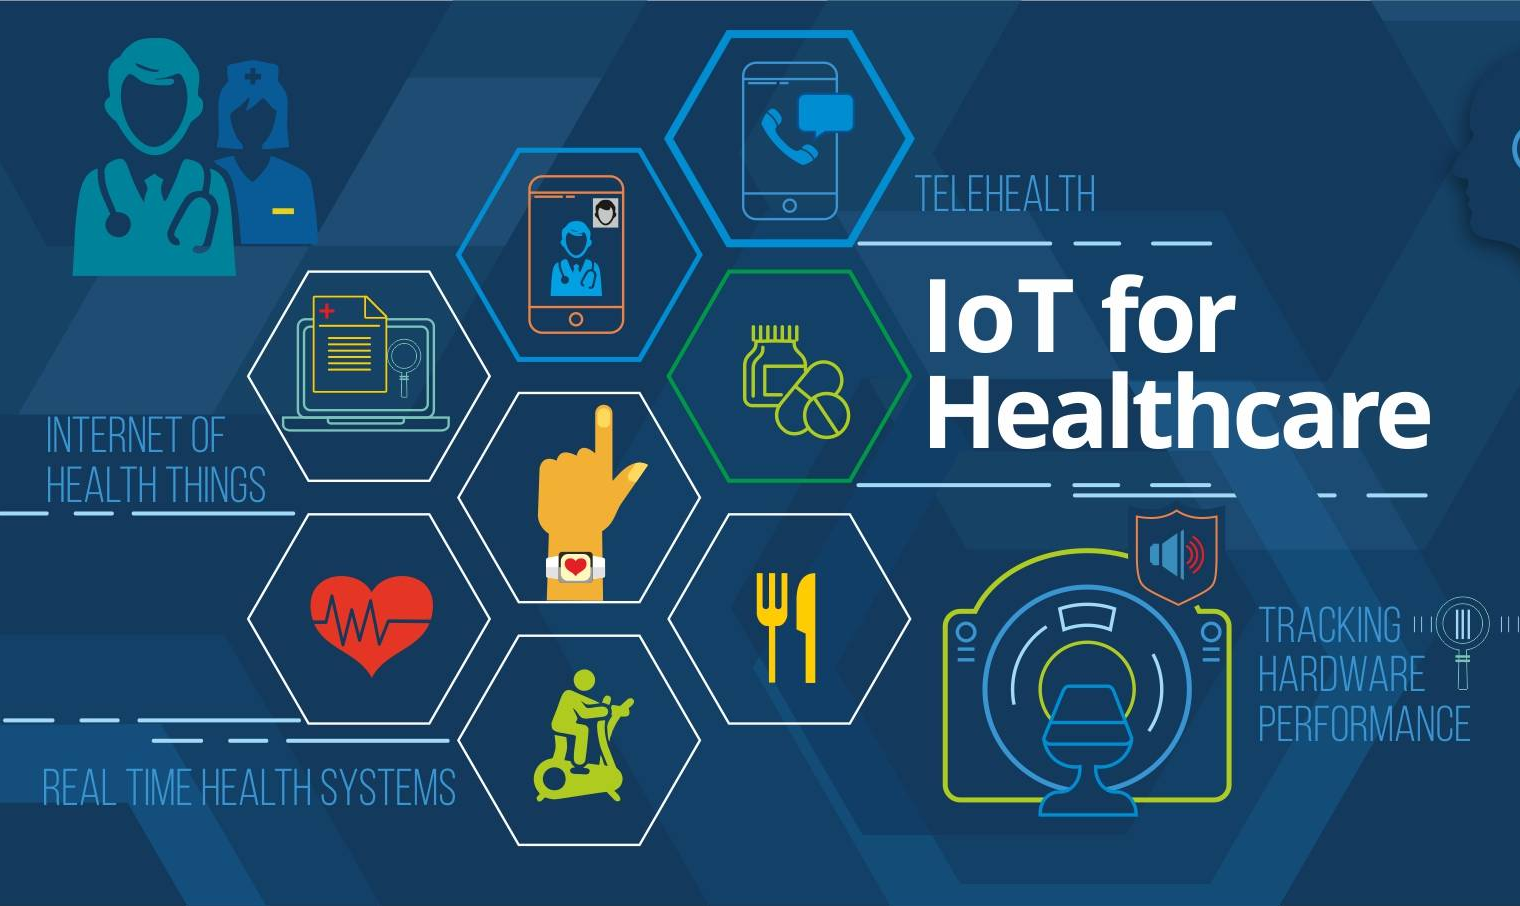 TELEHEALTH
IoT for
Healthcare
INTERNET OF
HEALTH THINGS
TRACKING
HARDWARE
PERFORMANCE
REAL TIME HEALTH SYSTEMS